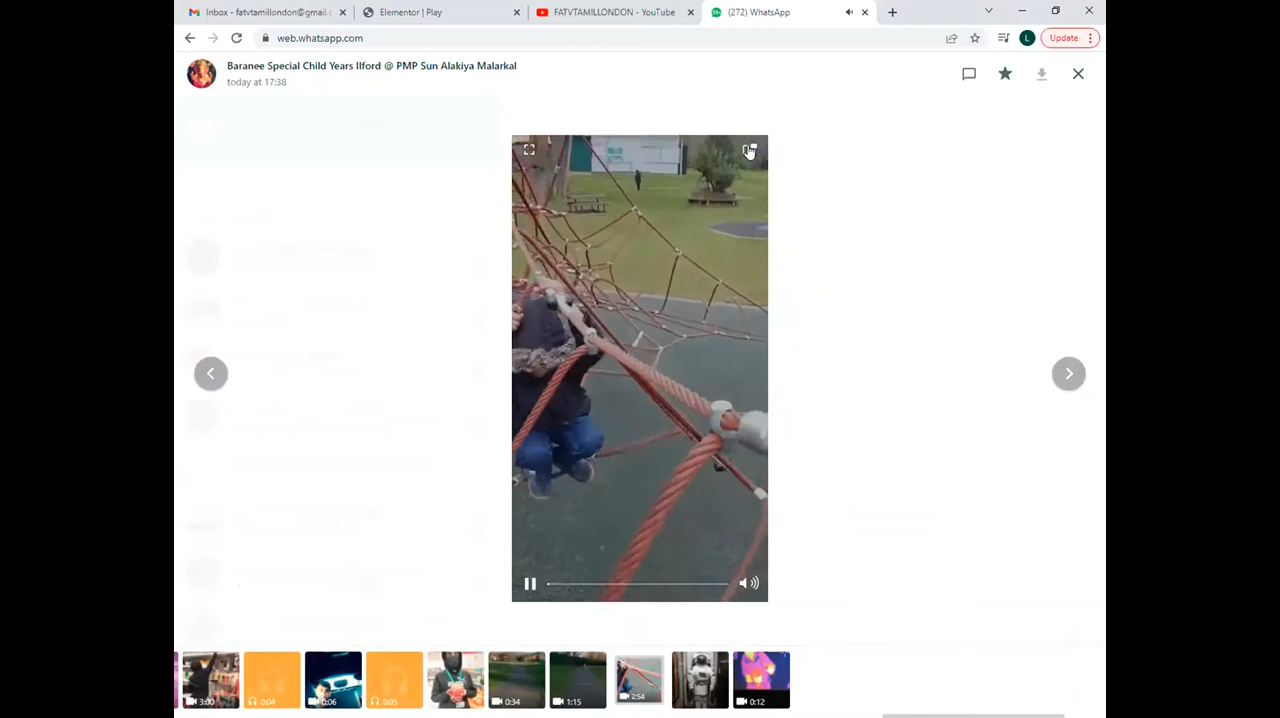 Inbox - fatvtamillondon@gmail.c
Elementor | Play
FATVTAMILLONDON - YouTube
(272) WhatsApp
web.whatsapp.com
L
Update
Baranee Special Child Years Ilford @ PMP Sun Alakiya Malarkal
today at 17:38
3:00
0:04
0:06
0:05
0:34
1:15
2:54
0:12